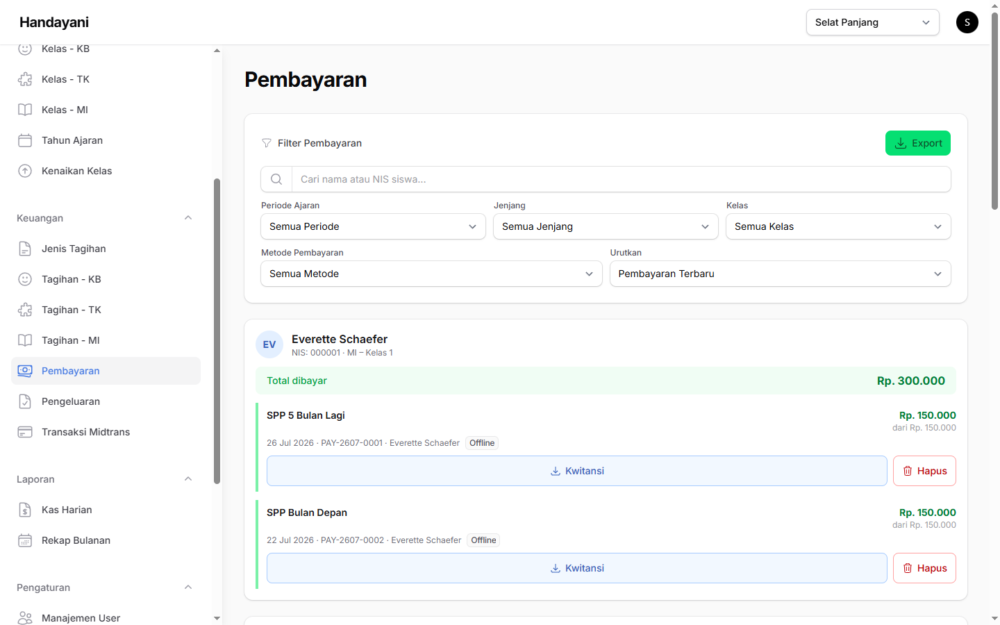 Handayani
Selat Panjang
S
Kelas - KB
Kelas - TK
Kelas - MI
Tahun Ajaran
Kenaikan Kelas
Keuangan
Jenis Tagihan
Tagihan - KB
Tagihan - TK
Tagihan - MI
Pembayaran
Pengeluaran
Transaksi Midtrans
Laporan
Kas Harian
Rekap Bulanan
Pengaturan
Manajemen User
Pembayaran
Filter Pembayaran
Export
Cari nama atau NIS siswa...
Periode Ajaran
Jenjang
Kelas
Semua Periode
Semua Jenjang
Semua Kelas
Metode Pembayaran
Urutkan
Semua Metode
Pembayaran Terbaru
EV
Everette Schaefer
NIS: 000001 · MI – Kelas 1
Total dibayar
Rp. 300.000
SPP 5 Bulan Lagi
Rp. 150.000
dari Rp. 150.000
26 Jul 2026 · PAY-2607-0001 · Everette Schaefer Offline
Kwitansi
Hapus
SPP Bulan Depan
Rp. 150.000
dari Rp. 150.000
22 Jul 2026 · PAY-2607-0002 · Everette Schaefer Offline
Kwitansi
Hapus